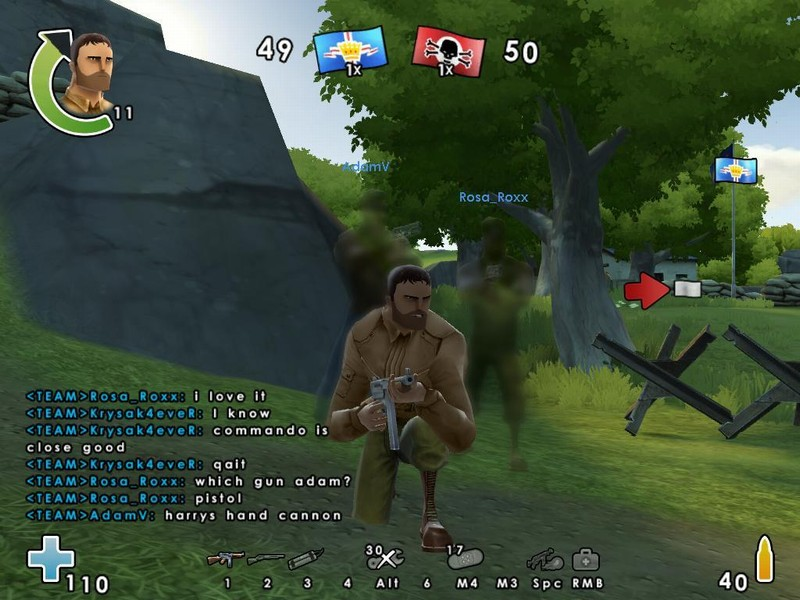 49 1x 1x 50
11
AdamV
Rosa_Roxx
<TEAM>Rosa_Roxx: i love it
<TEAM>Krysak4eveR: I know
<TEAM>Krysak4eveR: commando is
close good
<TEAM>Krysak4eveR: qait
<TEAM>Rosa_Roxx: which gun adam?
<TEAM>Rosa_Roxx: pistol
<TEAM>AdamV: harrys hand cannon
30 17
110 1 2 3 4 Alt 6 M4 M3 Spc RMB 40